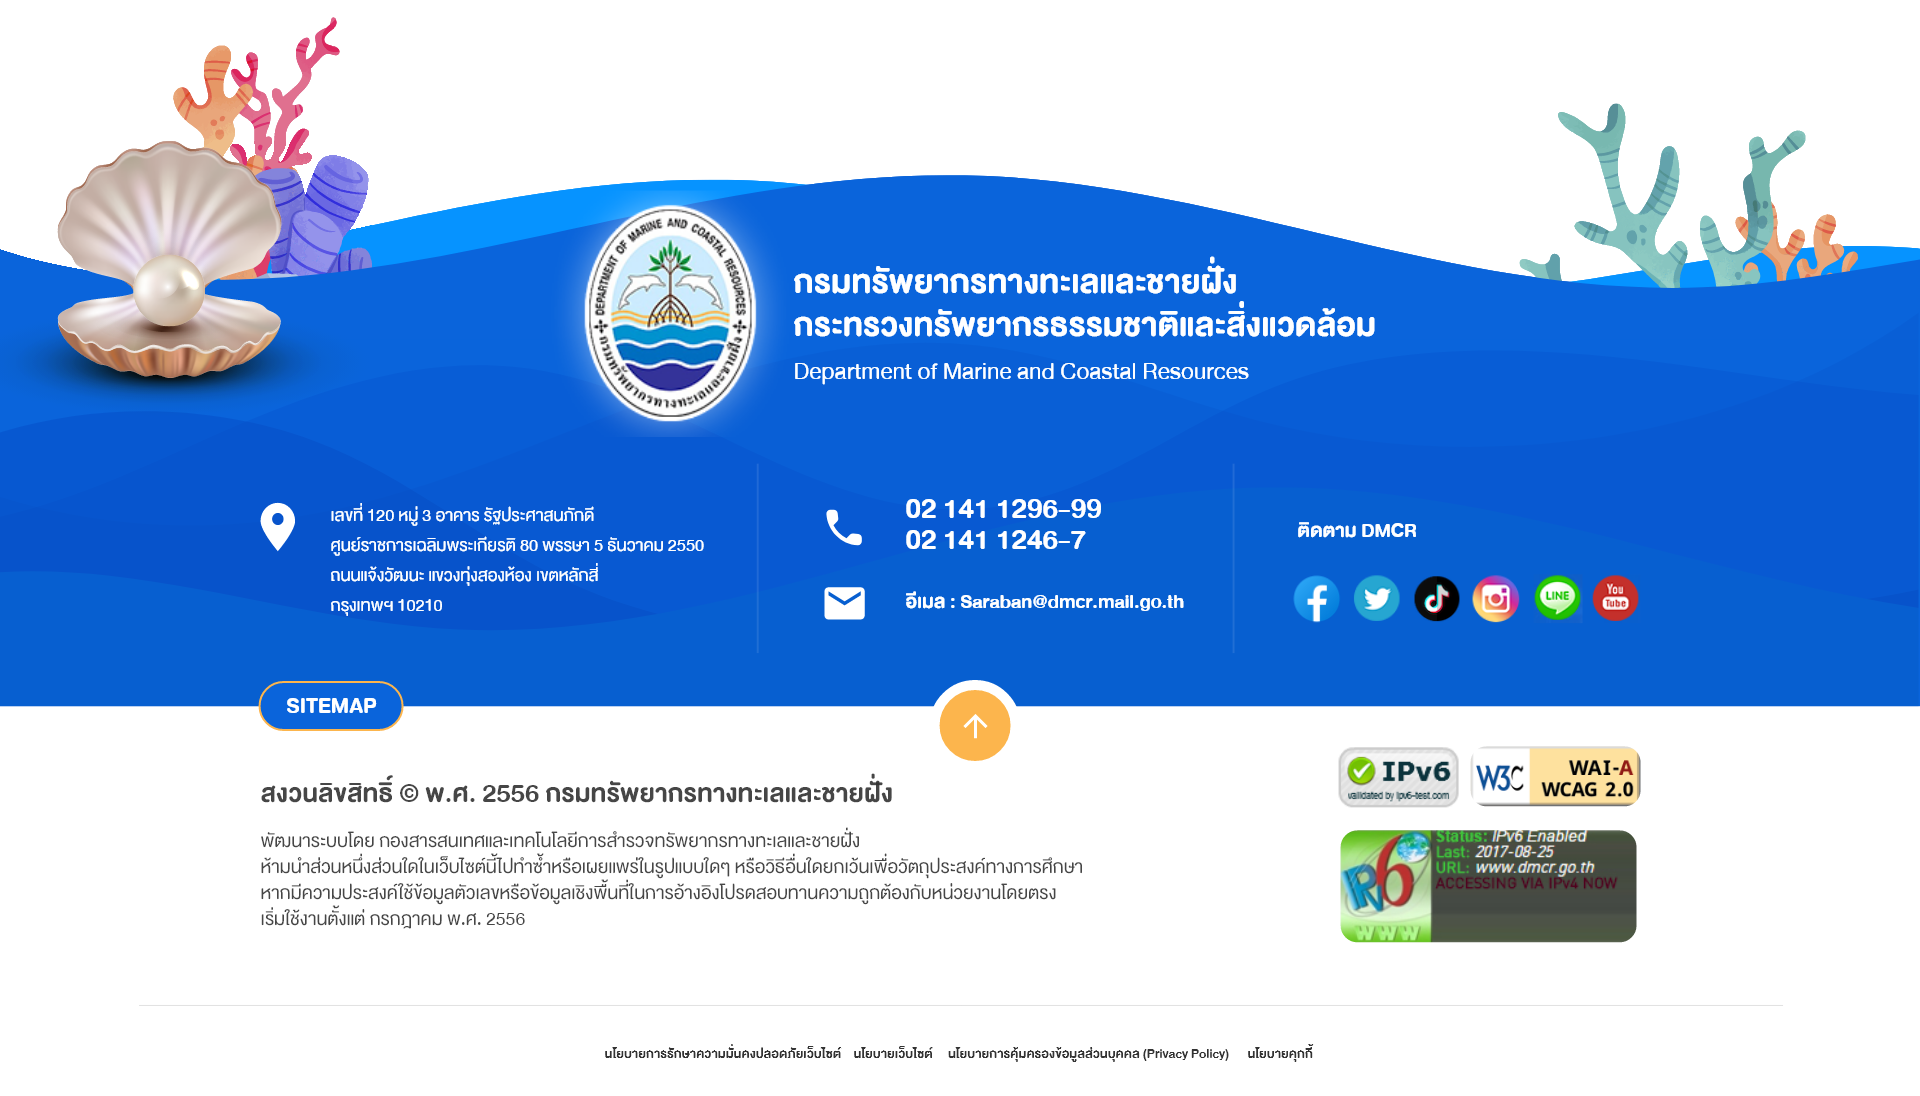 DEPARTMENT OF MARINE AND COASTAL RESOURCES
กรมทรัพยากรทางทะเลและชายฝั่ง
กรมทรัพยากรทางทะเลและชายฝั่ง
กระทรวงทรัพยากรธรรมชาติและสิ่งแวดล้อม
Department of Marine and Coastal Resources
เลขที่ 120 หมู่ 3 อาคาร รัฐประศาสนภักดี
ศูนย์ราชการเฉลิมพระเกียรติ 80 พรรษา 5 ธันวาคม 2550
ถนนแจ้งวัฒนะ แขวงทุ่งสองห้อง เขตหลักสี่
กรุงเทพฯ 10210
02 141 1296-99
02 141 1246-7
อีเมล : Saraban@dmcr.mail.go.th
ติดตาม DMCR
LINE
You
Tube
SITEMAP
สงวนลิขสิทธิ์ © พ.ศ. 2556 กรมทรัพยากรทางทะเลและชายฝั่ง
พัฒนาระบบโดย กองสารสนเทศและเทคโนโลยีการสำรวจทรัพยากรทางทะเลและชายฝั่ง
ห้ามนำส่วนหนึ่งส่วนใดในเว็บไซต์นี้ไปทำซ้ำหรือเผยแพร่ในรูปแบบใดๆ หรือวิธีอื่นใดยกเว้นเพื่อวัตถุประสงค์ทางการศึกษา
หากมีความประสงค์ใช้ข้อมูลตัวเลขหรือข้อมูลเชิงพื้นที่ในการอ้างอิงโปรดสอบทานความถูกต้องกับหน่วยงานโดยตรง
เริ่มใช้งานตั้งแต่ กรกฎาคม พ.ศ. 2556
IPv6
validated by ipv6-test.com
W3C
WAI-A
WCAG 2.0
IPv6
www
Status: IPv6 Enabled
Last: 2017-08-25
URL: www.dmcr.go.th
ACCESSING VIA IPv4 NOW
นโยบายการรักษาความมั่นคงปลอดภัยเว็บไซต์ นโยบายเว็บไซต์ นโยบายการคุ้มครองข้อมูลส่วนบุคคล (Privacy Policy) นโยบายคุกกี้